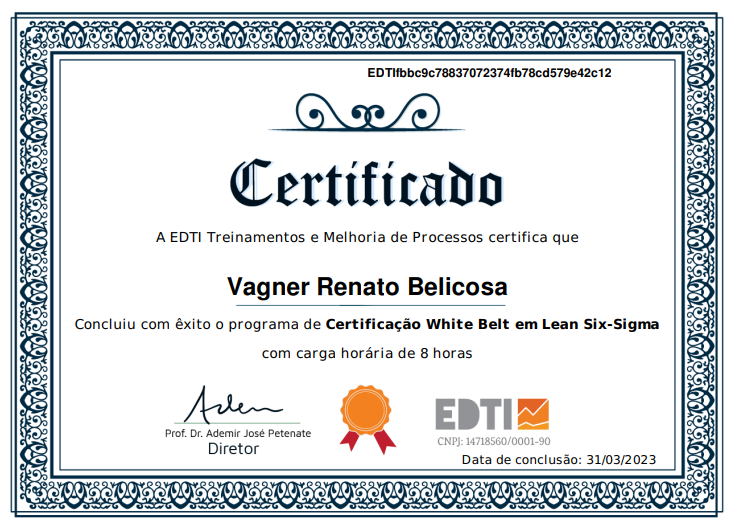 EDTIfbbc9c78837072374fb78cd579e42c12
Certificado
A EDTI Treinamentos e Melhoria de Processos certifica que
Vagner Renato Belicosa
Concluiu com êxito o programa de Certificação White Belt em Lean Six-Sigma
com carga horária de 8 horas
Adem
Prof. Dr. Ademir José Petenate
Diretor
EDTI
CNPJ: 14718560/0001-90
Data de conclusão: 31/03/2023